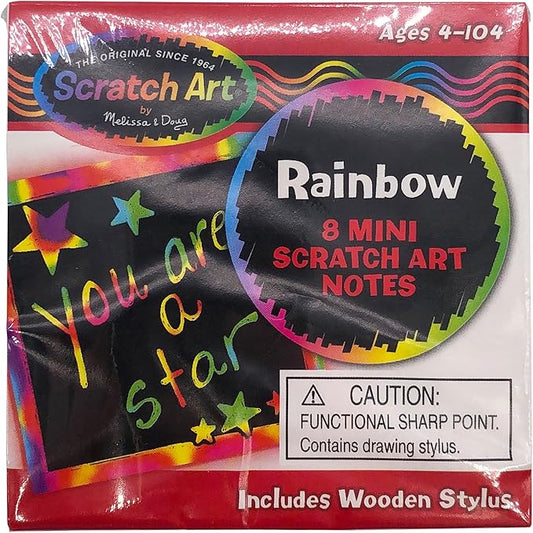 Ages 4-104
THE ORIGINAL SINCE 1964
Scratch Art
by
Melissa & Doug
Rainbow
8 MINI
SCRATCH ART
NOTES
You are
a
star
⚠ CAUTION:
FUNCTIONAL SHARP POINT.
Contains drawing stylus.
Includes Wooden Stylus